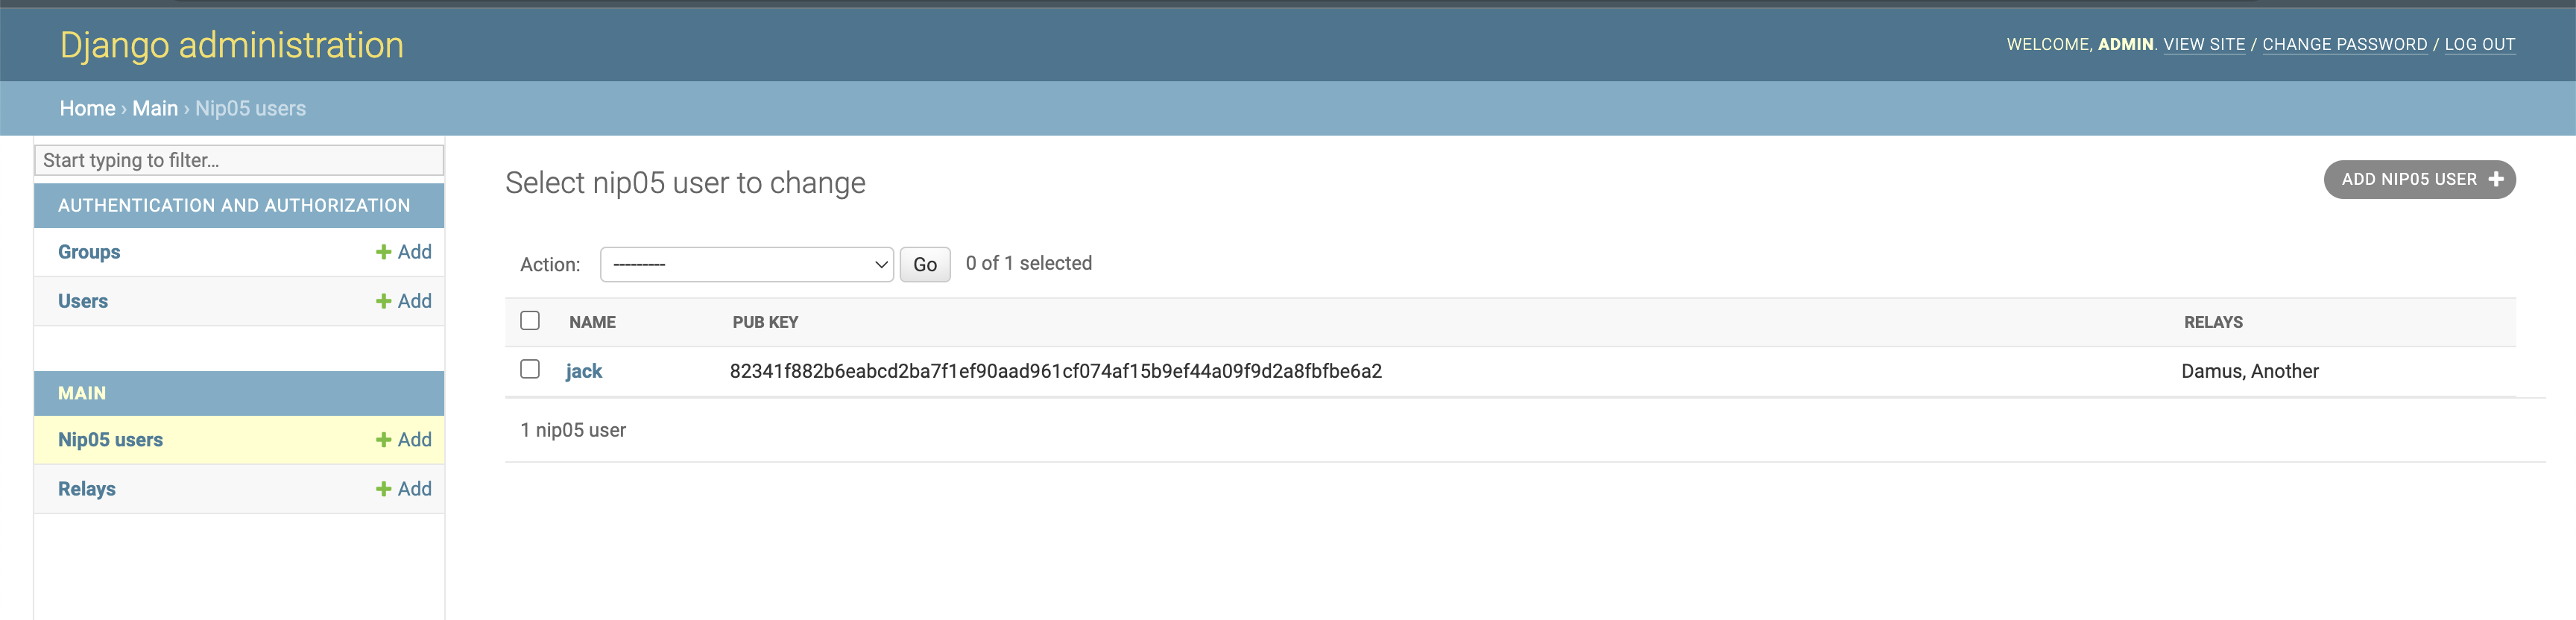 Django administration
WELCOME, ADMIN. VIEW SITE / CHANGE PASSWORD / LOG OUT
Home › Main › Nip05 users
Start typing to filter...
AUTHENTICATION AND AUTHORIZATION
Groups + Add
Users + Add
MAIN
Nip05 users + Add
Relays + Add
Select nip05 user to change
ADD NIP05 USER +
Action: --------- Go 0 of 1 selected
NAME PUB KEY RELAYS
jack 82341f882b6eabcd2ba7f1ef90aad961cf074af15b9ef44a09f9d2a8fbfbe6a2 Damus, Another
1 nip05 user